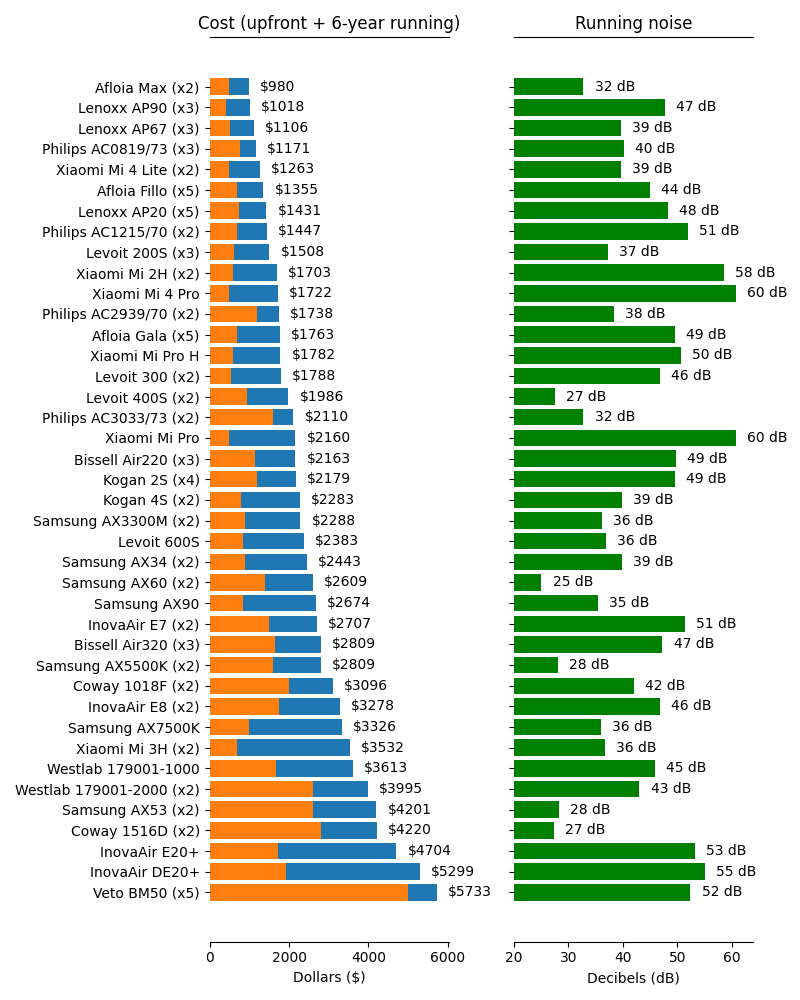 Cost (upfront + 6-year running) Running noise
Afloia Max (x2) $980 32 dB
Lenoxx AP90 (x3) $1018 47 dB
Lenoxx AP67 (x3) $1106 39 dB
Philips AC0819/73 (x3) $1171 40 dB
Xiaomi Mi 4 Lite (x2) $1263 39 dB
Afloia Fillo (x5) $1355 44 dB
Lenoxx AP20 (x5) $1431 48 dB
Philips AC1215/70 (x2) $1447 51 dB
Levoit 200S (x3) $1508 37 dB
Xiaomi Mi 2H (x2) $1703 58 dB
Xiaomi Mi 4 Pro $1722 60 dB
Philips AC2939/70 (x2) $1738 38 dB
Afloia Gala (x5) $1763 49 dB
Xiaomi Mi Pro H $1782 50 dB
Levoit 300 (x2) $1788 46 dB
Levoit 400S (x2) $1986 27 dB
Philips AC3033/73 (x2) $2110 32 dB
Xiaomi Mi Pro $2160 60 dB
Bissell Air220 (x3) $2163 49 dB
Kogan 2S (x4) $2179 49 dB
Kogan 4S (x2) $2283 39 dB
Samsung AX3300M (x2) $2288 36 dB
Levoit 600S $2383 36 dB
Samsung AX34 (x2) $2443 39 dB
Samsung AX60 (x2) $2609 25 dB
Samsung AX90 $2674 35 dB
InovaAir E7 (x2) $2707 51 dB
Bissell Air320 (x3) $2809 47 dB
Samsung AX5500K (x2) $2809 28 dB
Coway 1018F (x2) $3096 42 dB
InovaAir E8 (x2) $3278 46 dB
Samsung AX7500K $3326 36 dB
Xiaomi Mi 3H (x2) $3532 36 dB
Westlab 179001-1000 $3613 45 dB
Westlab 179001-2000 (x2) $3995 43 dB
Samsung AX53 (x2) $4201 28 dB
Coway 1516D (x2) $4220 27 dB
InovaAir E20+ $4704 53 dB
InovaAir DE20+ $5299 55 dB
Veto BM50 (x5) $5733 52 dB
0 2000 4000 6000 20 30 40 50 60
Dollars ($) Decibels (dB)